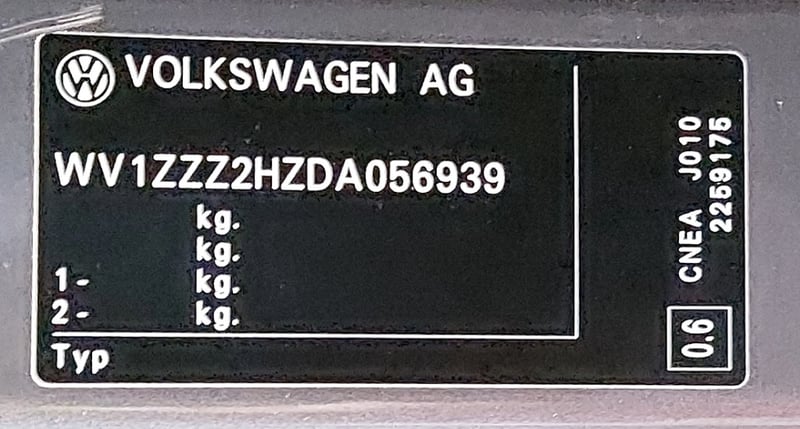 VOLKSWAGEN AG
WV1ZZZ2HZDA056939
kg.
kg.
1- kg.
2- kg.
Typ
CNEA J010
2259175
0.6